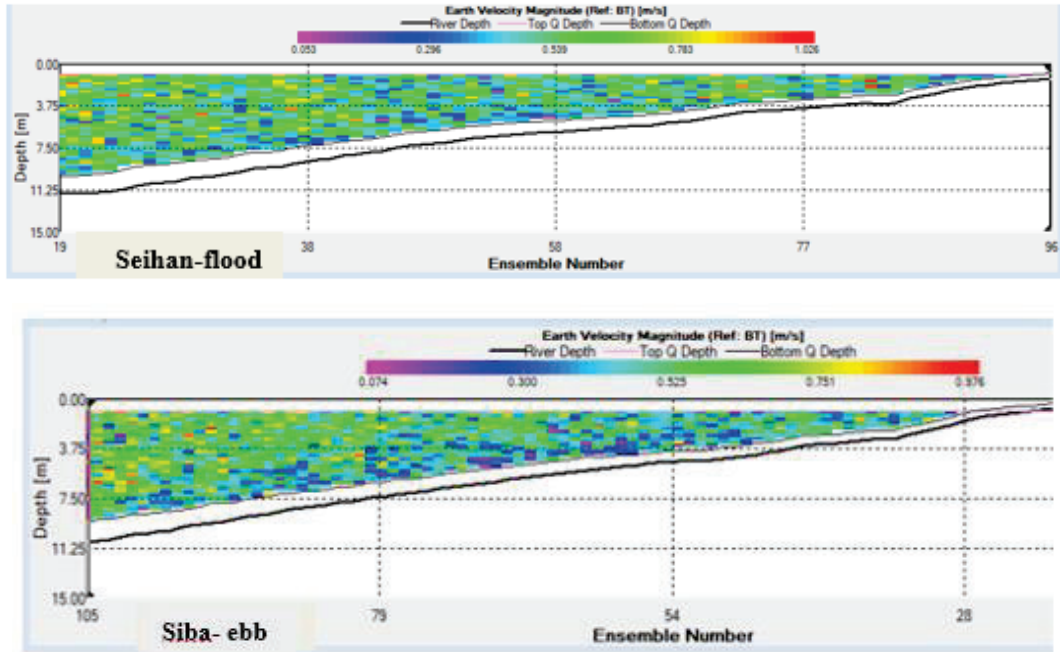 Earth Velocity Magnitude (Ref: BT) [m/s]
River Depth Top Q Depth Bottom Q Depth
0.053 0.296 0.539 0.783 1.026
Depth [m]
0.00
3.75
7.50
11.25
15.00
19 38 58 77 96
Seihan-flood
Ensemble Number
Earth Velocity Magnitude (Ref: BT) [m/s]
River Depth Top Q Depth Bottom Q Depth
0.074 0.300 0.525 0.751 0.976
Depth [m]
0.00
3.75
7.50
11.25
15.00
105 79 54 28
Siba- ebb
Ensemble Number